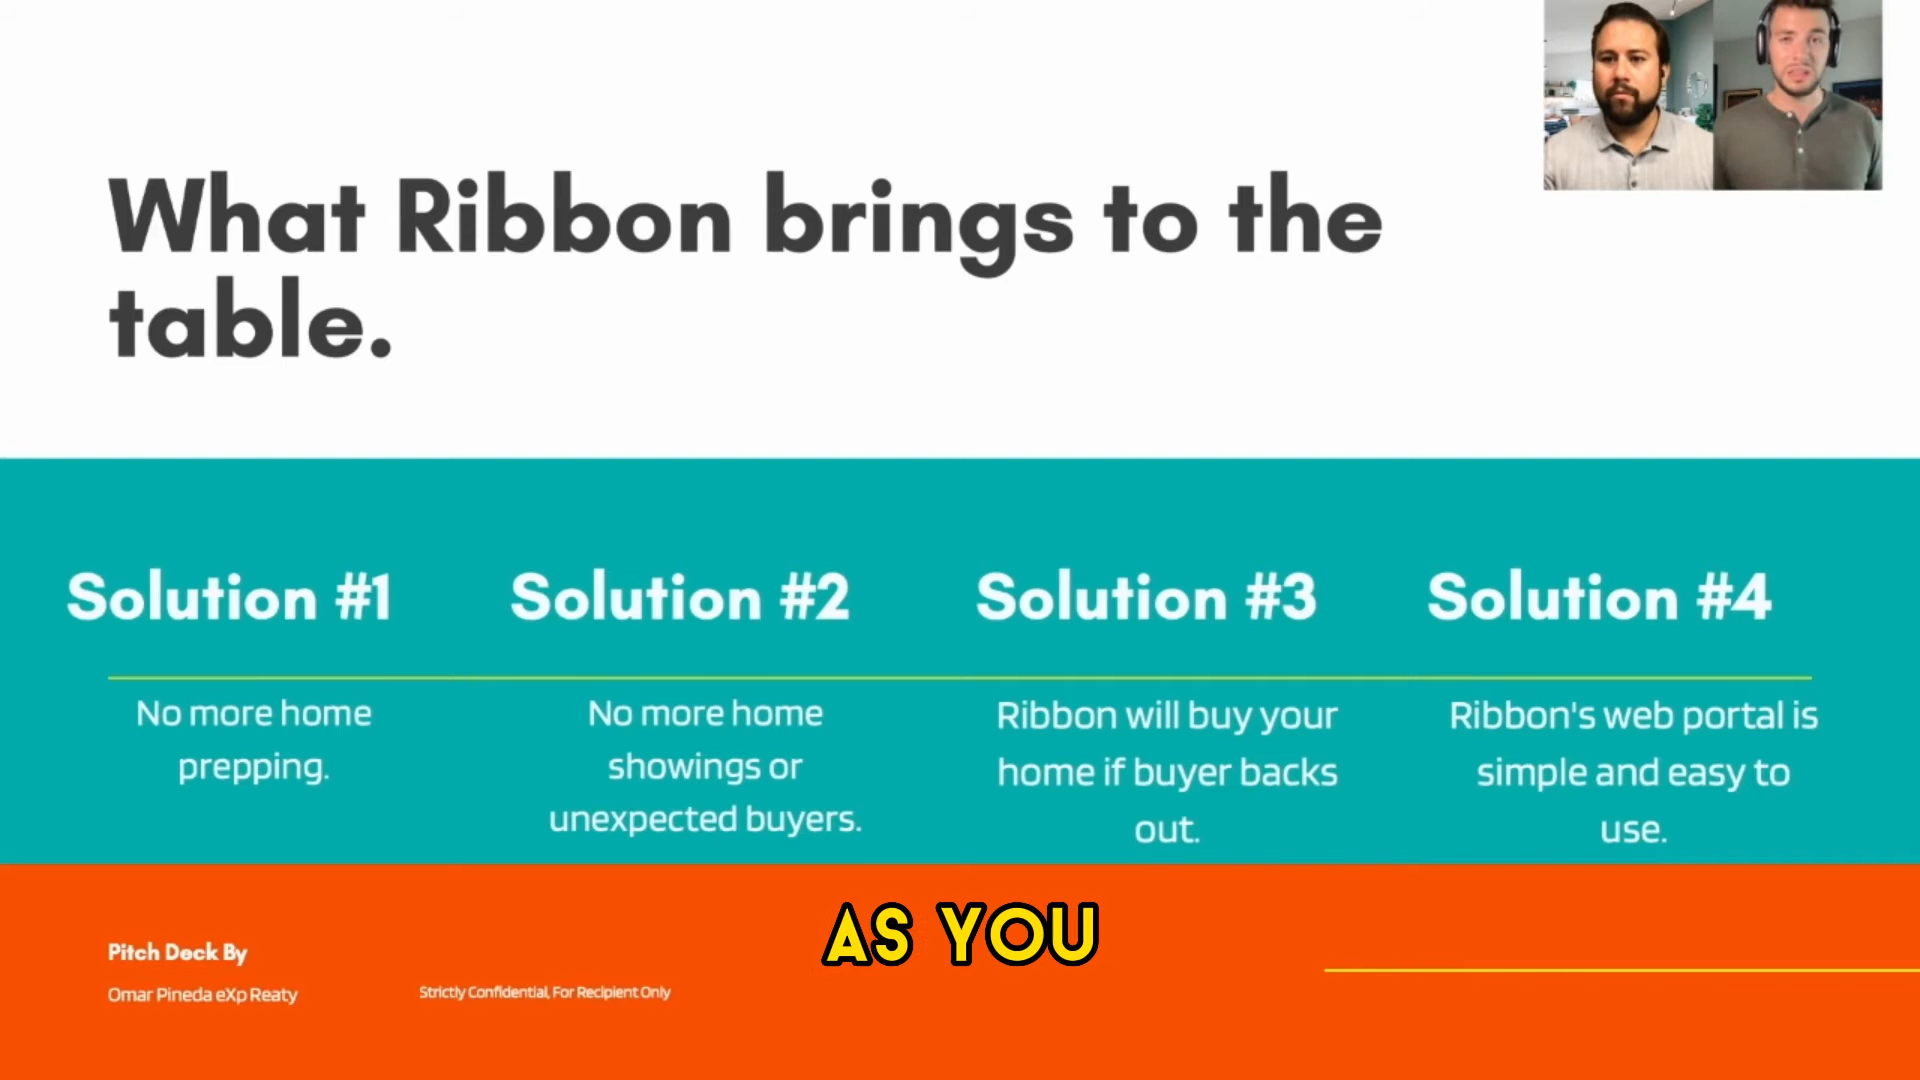 What Ribbon brings to the
table.
Solution #1
No more home
prepping.
Solution #2
No more home
showings or
unexpected buyers.
Solution #3
Ribbon will buy your
home if buyer backs
out.
Solution #4
Ribbon's web portal is
simple and easy to
use.
AS YOU
Pitch Deck By
Omar Pineda eXp Reaty
Strictly Confidential, For Recipient Only